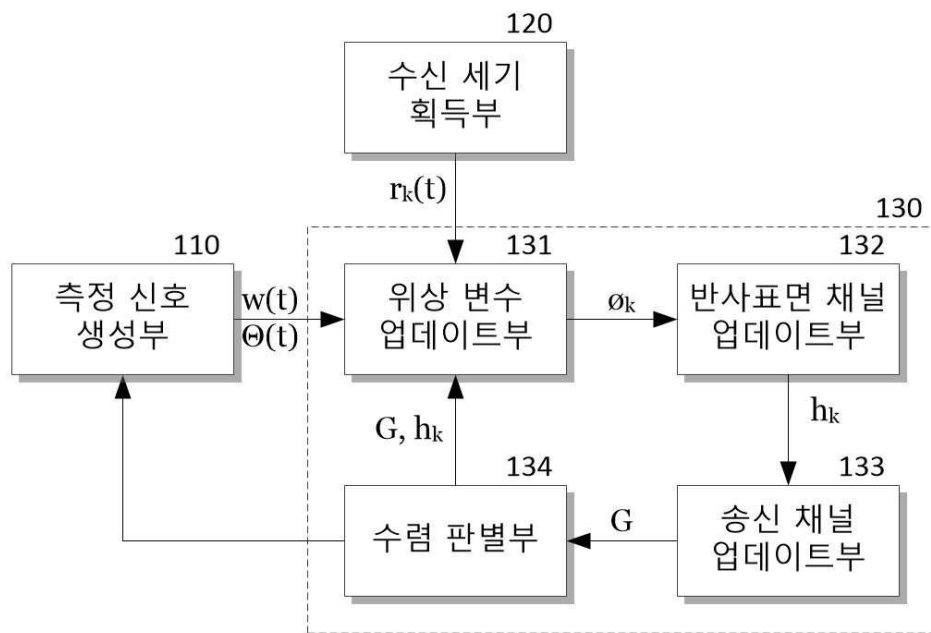 120
수신 세기
획득부
rₖ(t)
130
110
측정 신호
생성부
w(t)
Θ(t)
131
위상 변수
업데이트부
øₖ
132
반사표면 채널
업데이트부
G, hₖ
hₖ
134
수렴 판별부
G
133
송신 채널
업데이트부